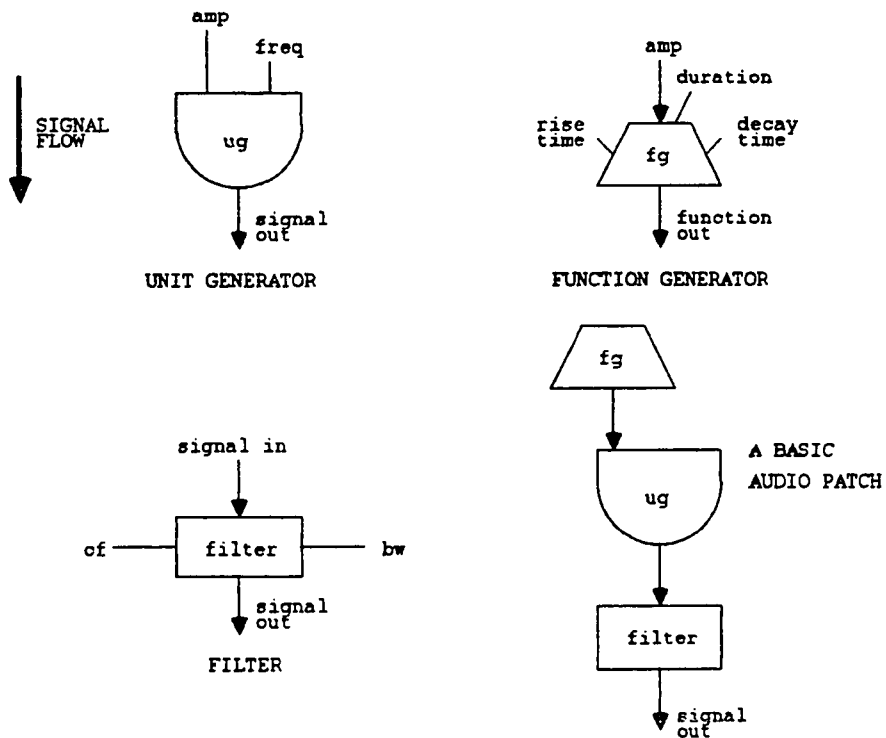 amp
freq
SIGNAL
FLOW
ug
signal
out
UNIT GENERATOR
amp
duration
rise
time
decay
time
fg
function
out
FUNCTION GENERATOR
signal in
cf
filter
bw
signal
out
FILTER
fg
A BASIC
AUDIO PATCH
ug
filter
signal
out